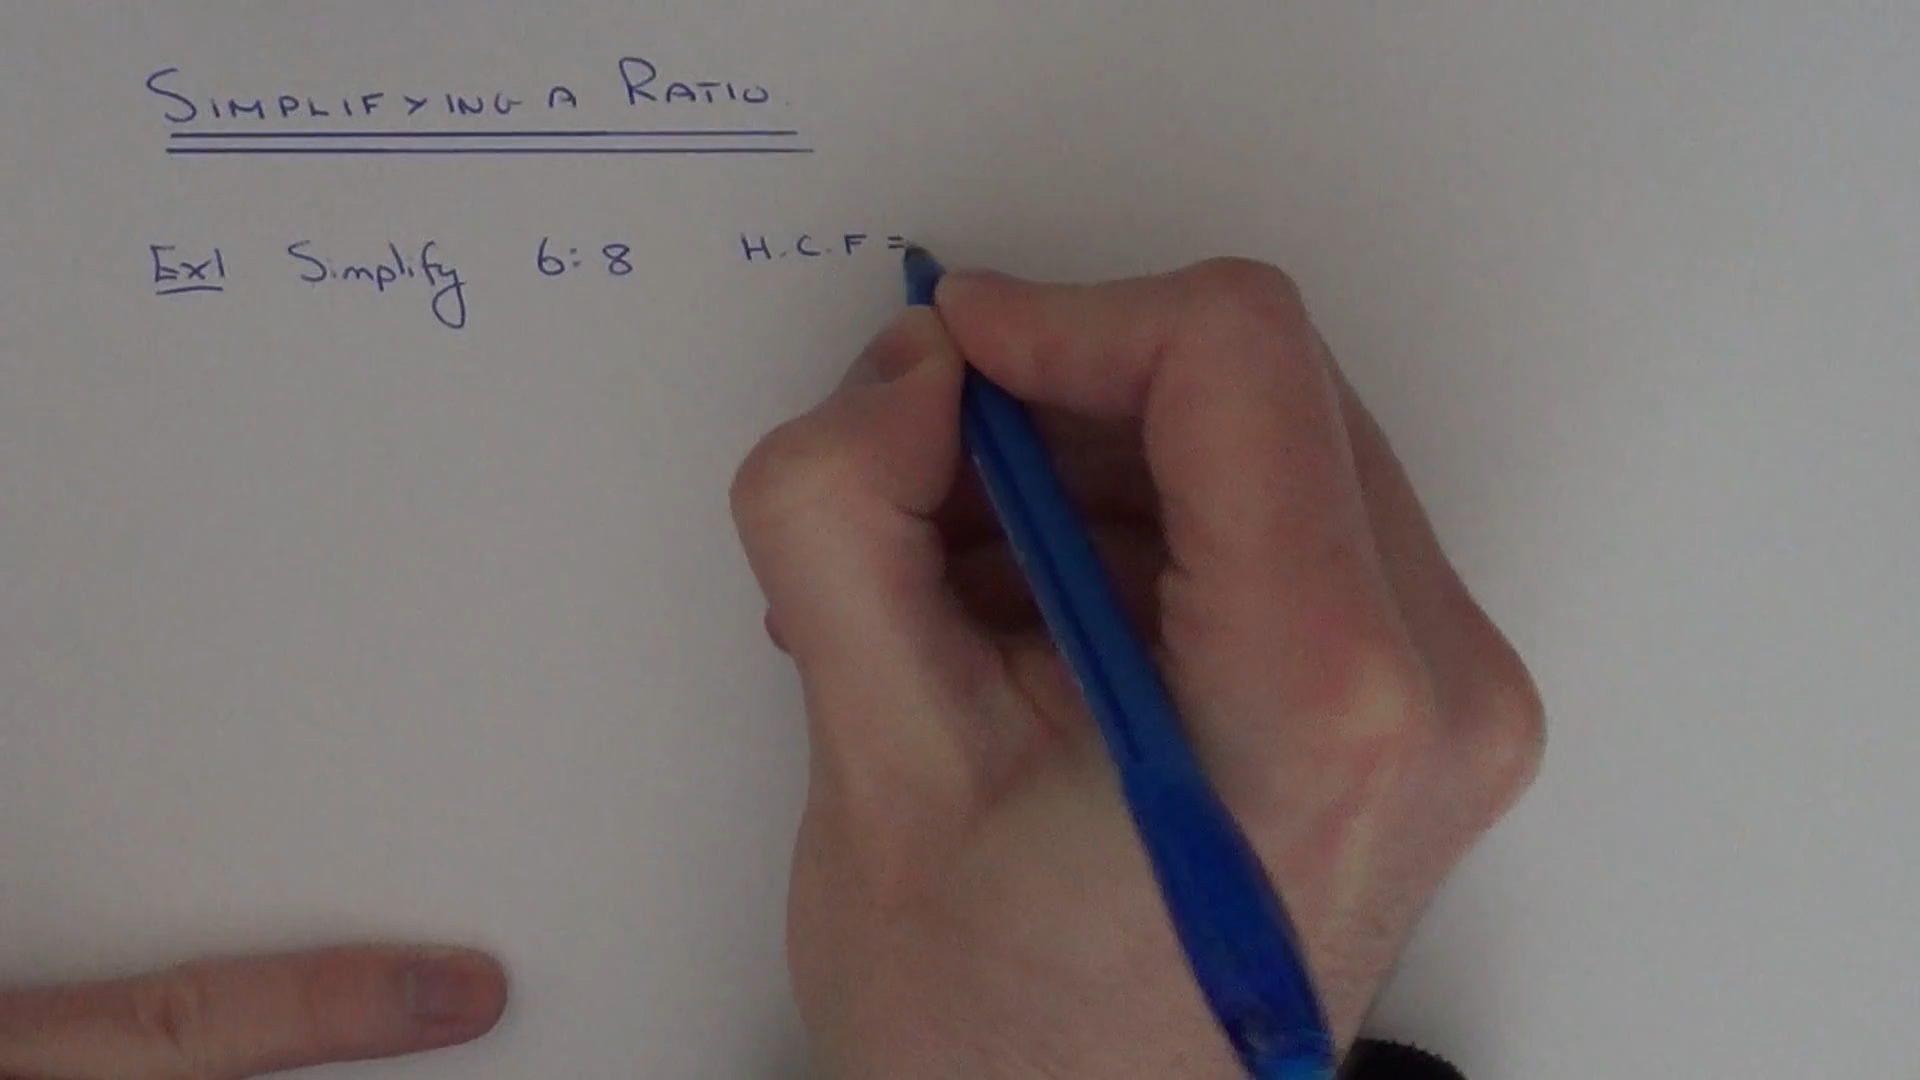 SIMPLIFYING A RATIO.
Ex1 Simplify 6:8 H.C.F =